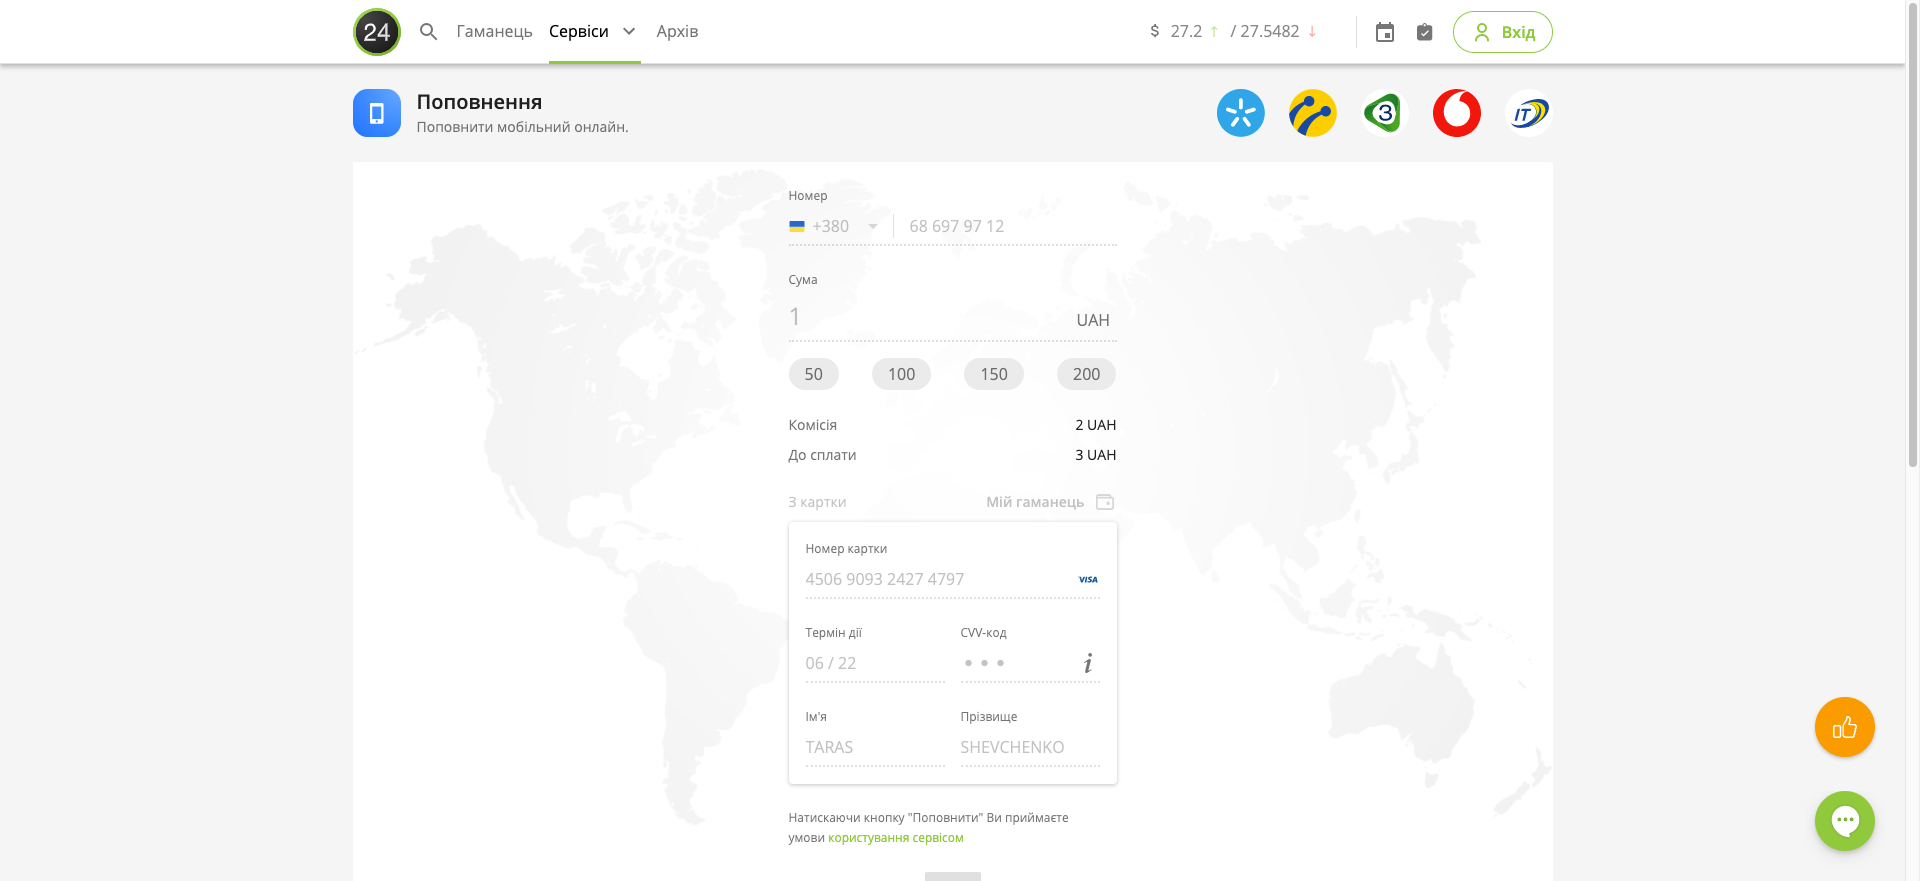 24
Гаманець
Сервіси
Архів
$ 27.2 ↑ / 27.5482 ↓
Вхід
Поповнення
Поповнити мобільний онлайн.
3
IT
Номер
+380
68 697 97 12
Сума
1
UAH
50
100
150
200
Комісія 2 UAH
До сплати 3 UAH
З картки
Мій гаманець
Номер картки
4506 9093 2427 4797
VISA
Термін дії
CVV-код
06 / 22
i
Ім'я
Прізвище
TARAS
SHEVCHENKO
Натискаючи кнопку "Поповнити" Ви приймаєте
умови користування сервісом